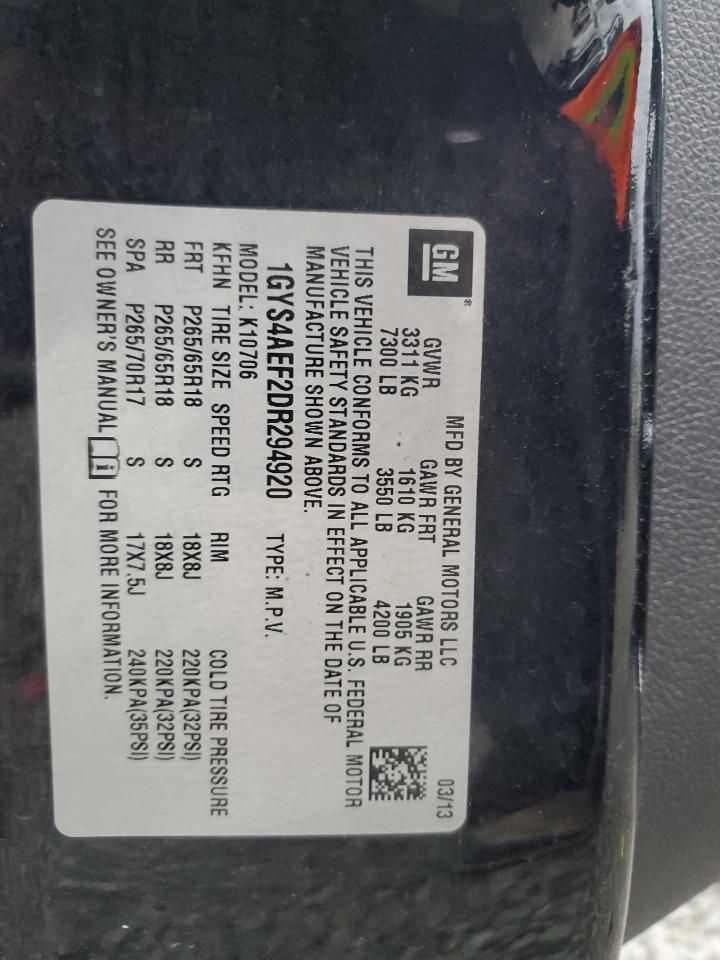 GM®
MFD BY GENERAL MOTORS LLC 03/13
GVWR GAWR FRT GAWR RR
3311 KG 1610 KG 1905 KG
7300 LB 3550 LB 4200 LB
THIS VEHICLE CONFORMS TO ALL APPLICABLE U.S. FEDERAL MOTOR
VEHICLE SAFETY STANDARDS IN EFFECT ON THE DATE OF
MANUFACTURE SHOWN ABOVE.
1GYS4AEF2DR294920 TYPE: M.P.V.
MODEL: K10706
KFHN TIRE SIZE SPEED RTG RIM COLD TIRE PRESSURE
FRT P265/65R18 S 18X8J 220KPA(32PSI)
RR P265/65R18 S 18X8J 220KPA(32PSI)
SPA P265/70R17 S 17X7.5J 240KPA(35PSI)
SEE OWNER'S MANUAL i FOR MORE INFORMATION.